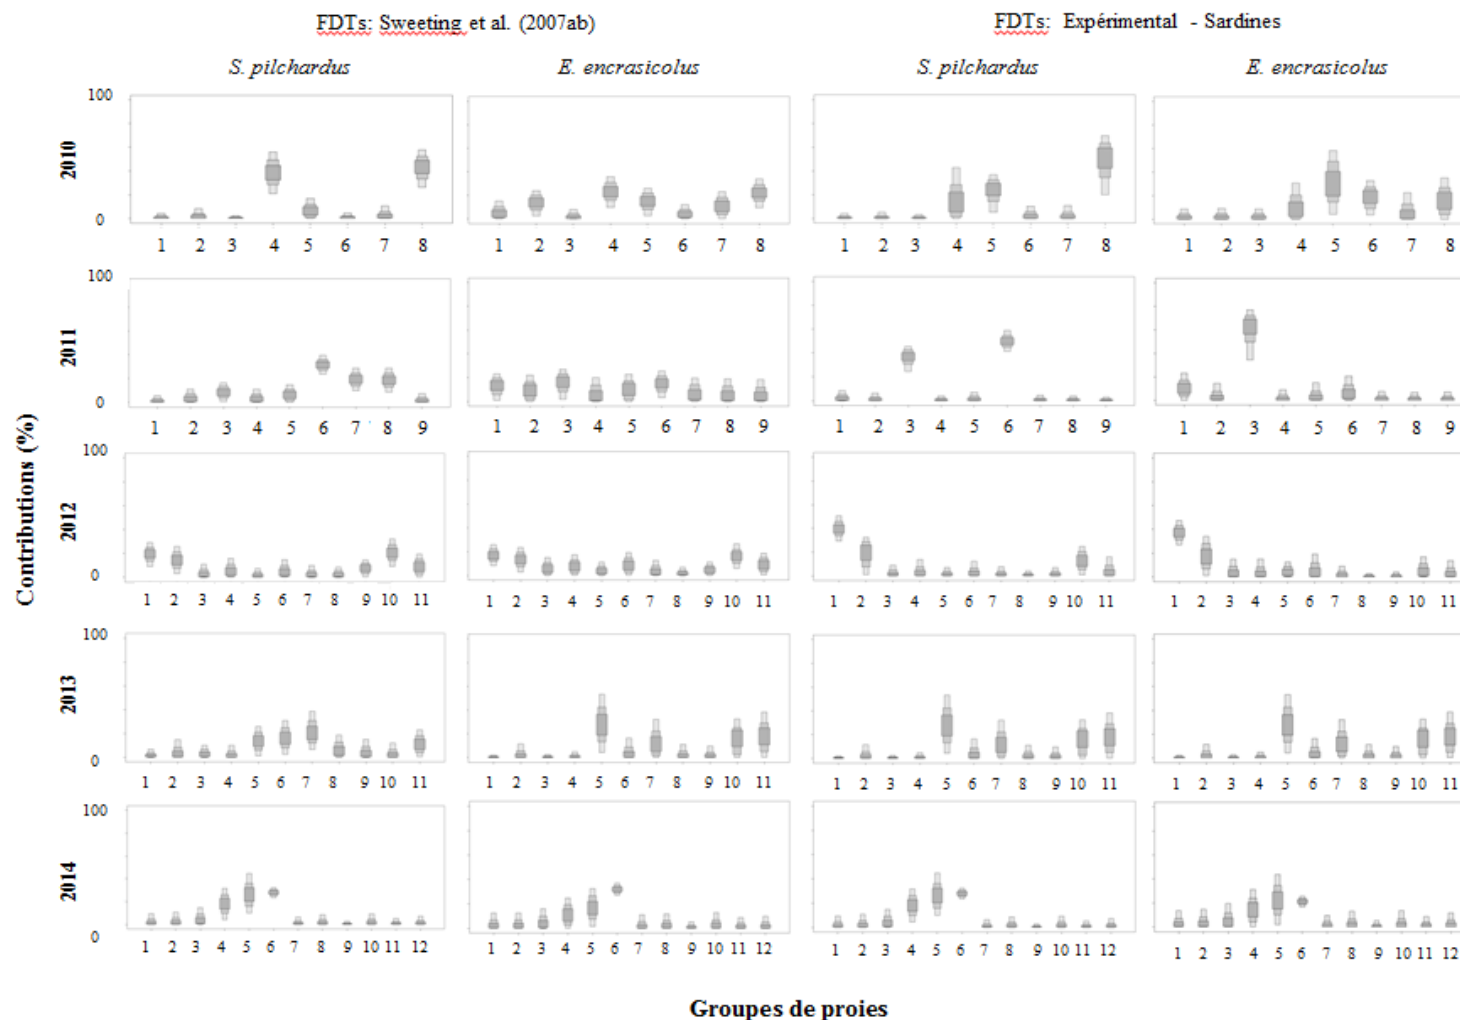 FDTs: Sweeting et al. (2007ab) FDTs: Expérimental - Sardines
S. pilchardus E. encrasicolus S. pilchardus E. encrasicolus
Contributions (%)
2010
100
0
1 2 3 4 5 6 7 8 1 2 3 4 5 6 7 8 1 2 3 4 5 6 7 8 1 2 3 4 5 6 7 8
2011
100
0
1 2 3 4 5 6 7 8 9 1 2 3 4 5 6 7 8 9 1 2 3 4 5 6 7 8 9 1 2 3 4 5 6 7 8 9
2012
100
0
1 2 3 4 5 6 7 8 9 10 11 1 2 3 4 5 6 7 8 9 10 11 1 2 3 4 5 6 7 8 9 10 11 1 2 3 4 5 6 7 8 9 10 11
2013
100
0
1 2 3 4 5 6 7 8 9 10 11 1 2 3 4 5 6 7 8 9 10 11 1 2 3 4 5 6 7 8 9 10 11 1 2 3 4 5 6 7 8 9 10 11
2014
100
0
1 2 3 4 5 6 7 8 9 10 11 12 1 2 3 4 5 6 7 8 9 10 11 12 1 2 3 4 5 6 7 8 9 10 11 12 1 2 3 4 5 6 7 8 9 10 11 12
Groupes de proies